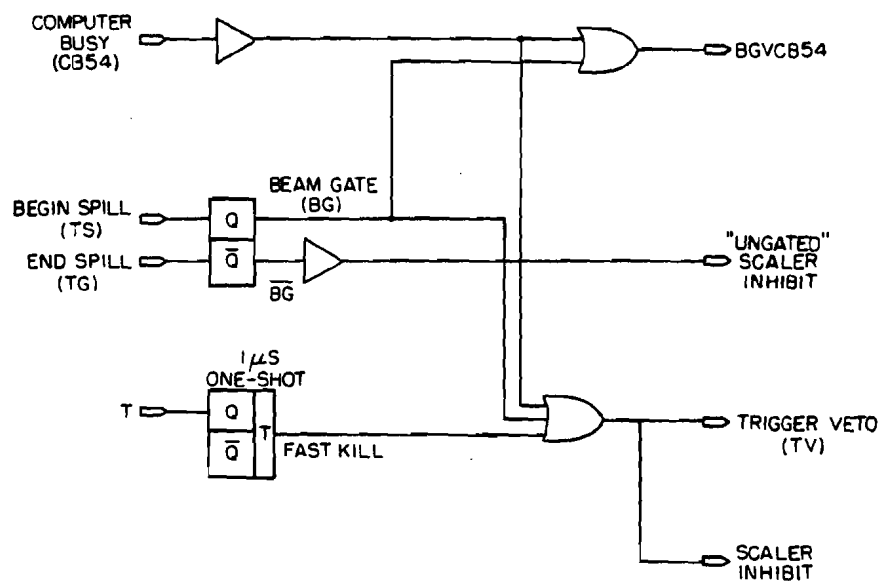 COMPUTER
BUSY
(CB54)
BGVCB54
BEGIN SPILL
(TS)
Q
BEAM GATE
(BG)
END SPILL
(TG)
Q̅
B̅G̅
"UNGATED"
SCALER
INHIBIT
1 μS
ONE-SHOT
T
Q
T
Q̅
FAST KILL
TRIGGER VETO
(TV)
SCALER
INHIBIT